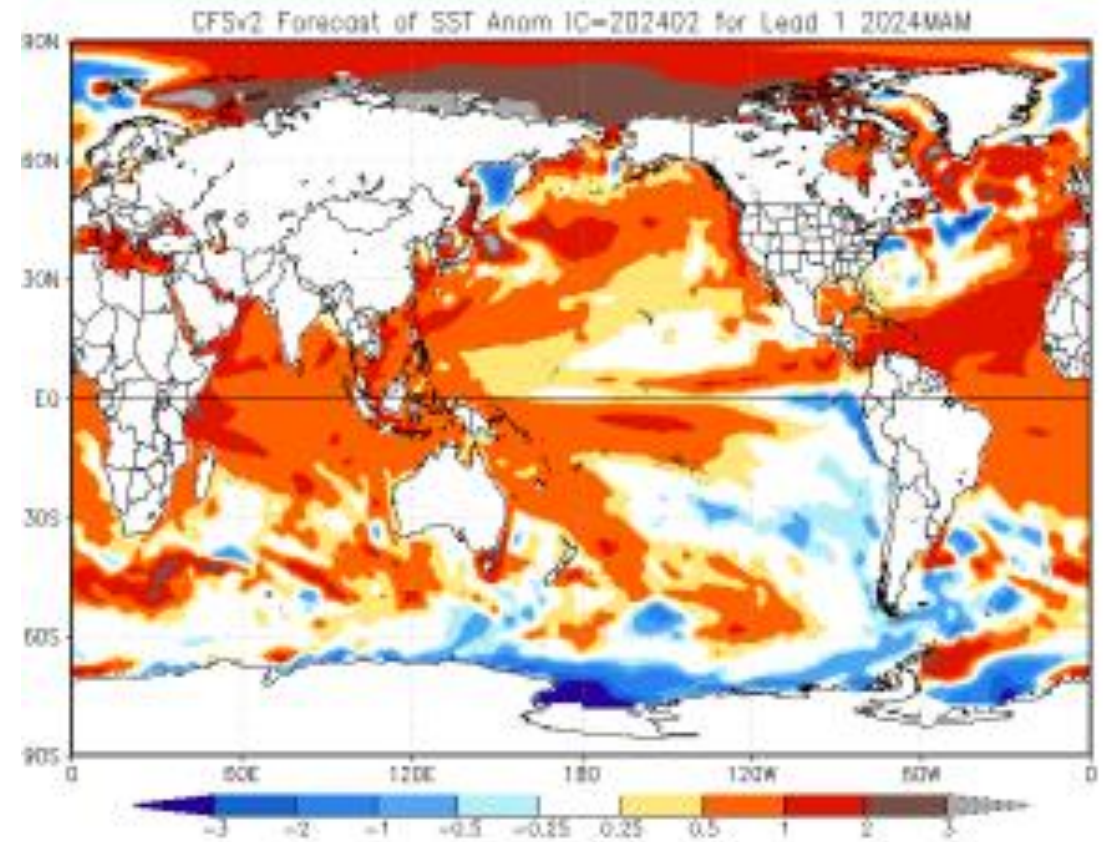 CFSv2 Forecast of SST Anom IC=202402 for Lead 1 2024MAM
90N
60N
30N
EQ
30S
60S
90S
0 60E 120E 180 120W 60W 0
-3 -2 -1 -0.5 -0.25 0.25 0.5 1 2 3